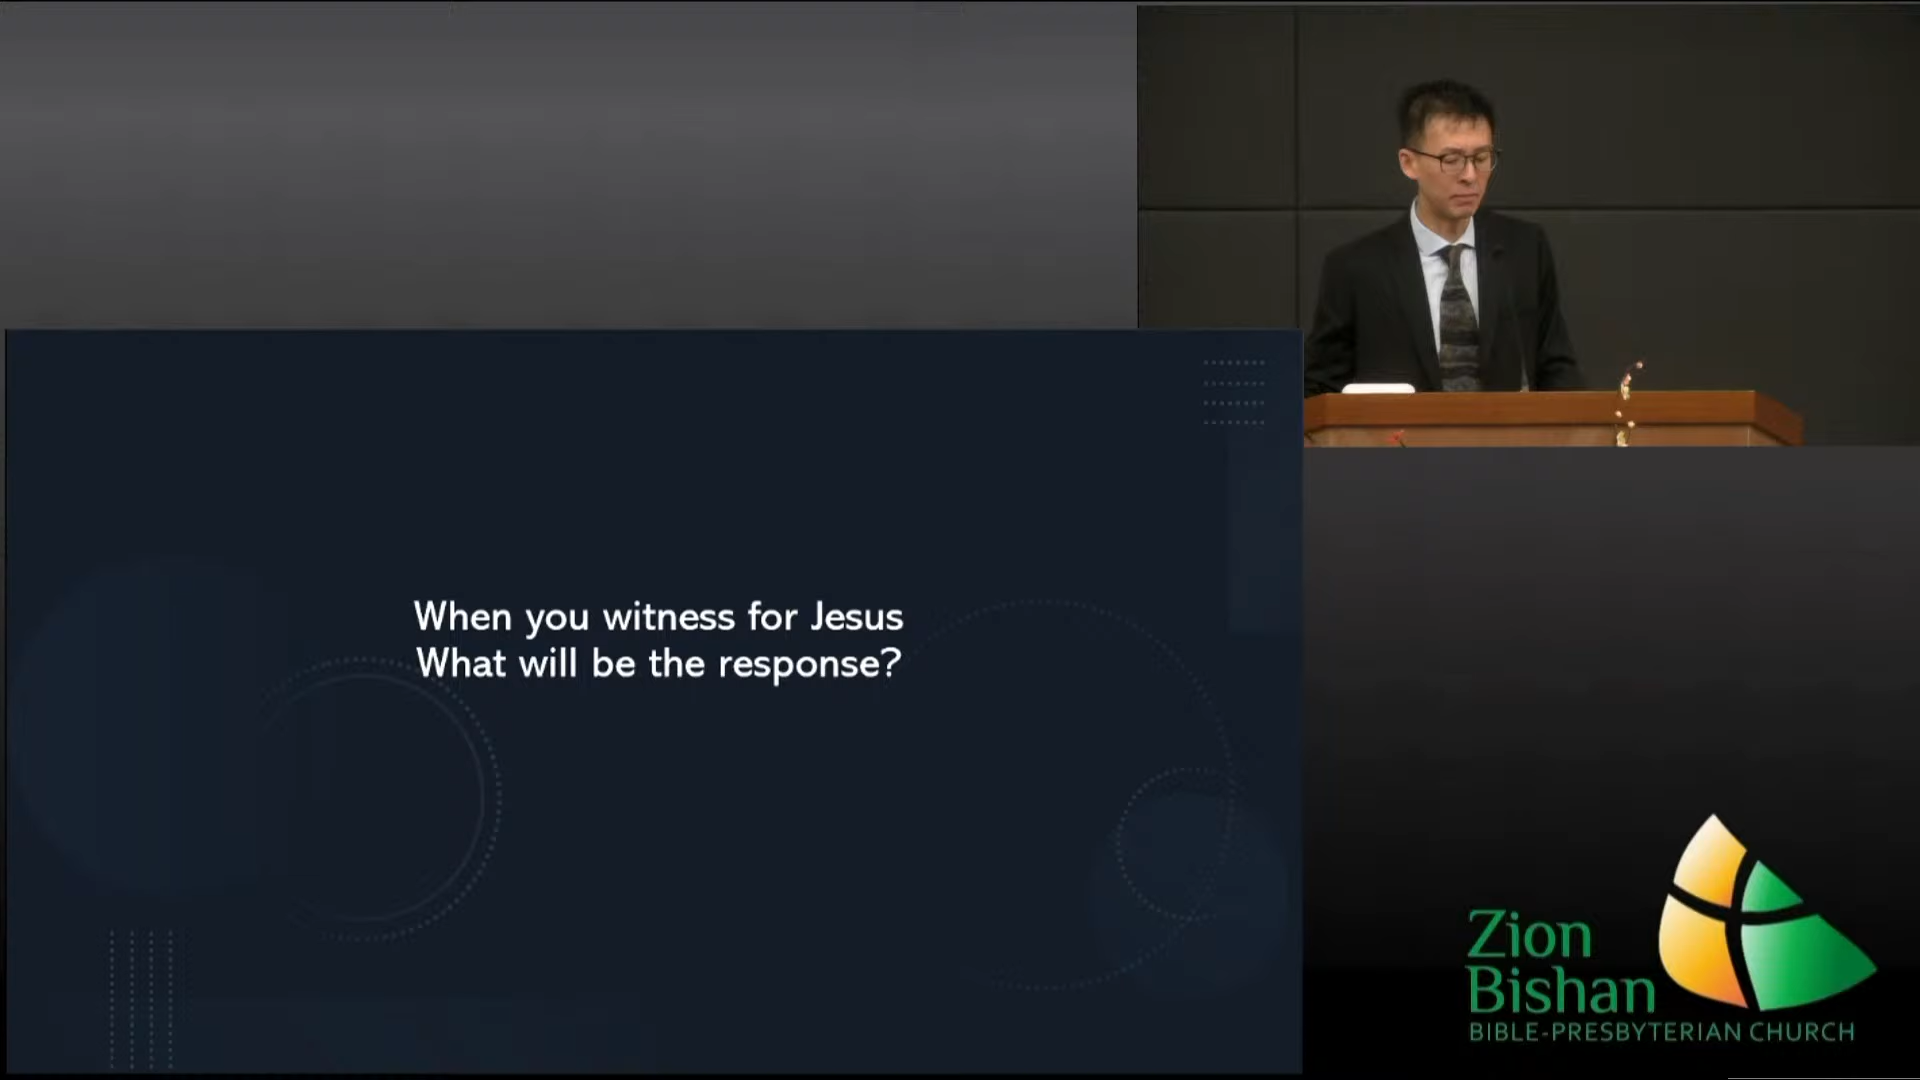 When you witness for Jesus
What will be the response?
Zion
Bishan
BIBLE-PRESBYTERIAN CHURCH